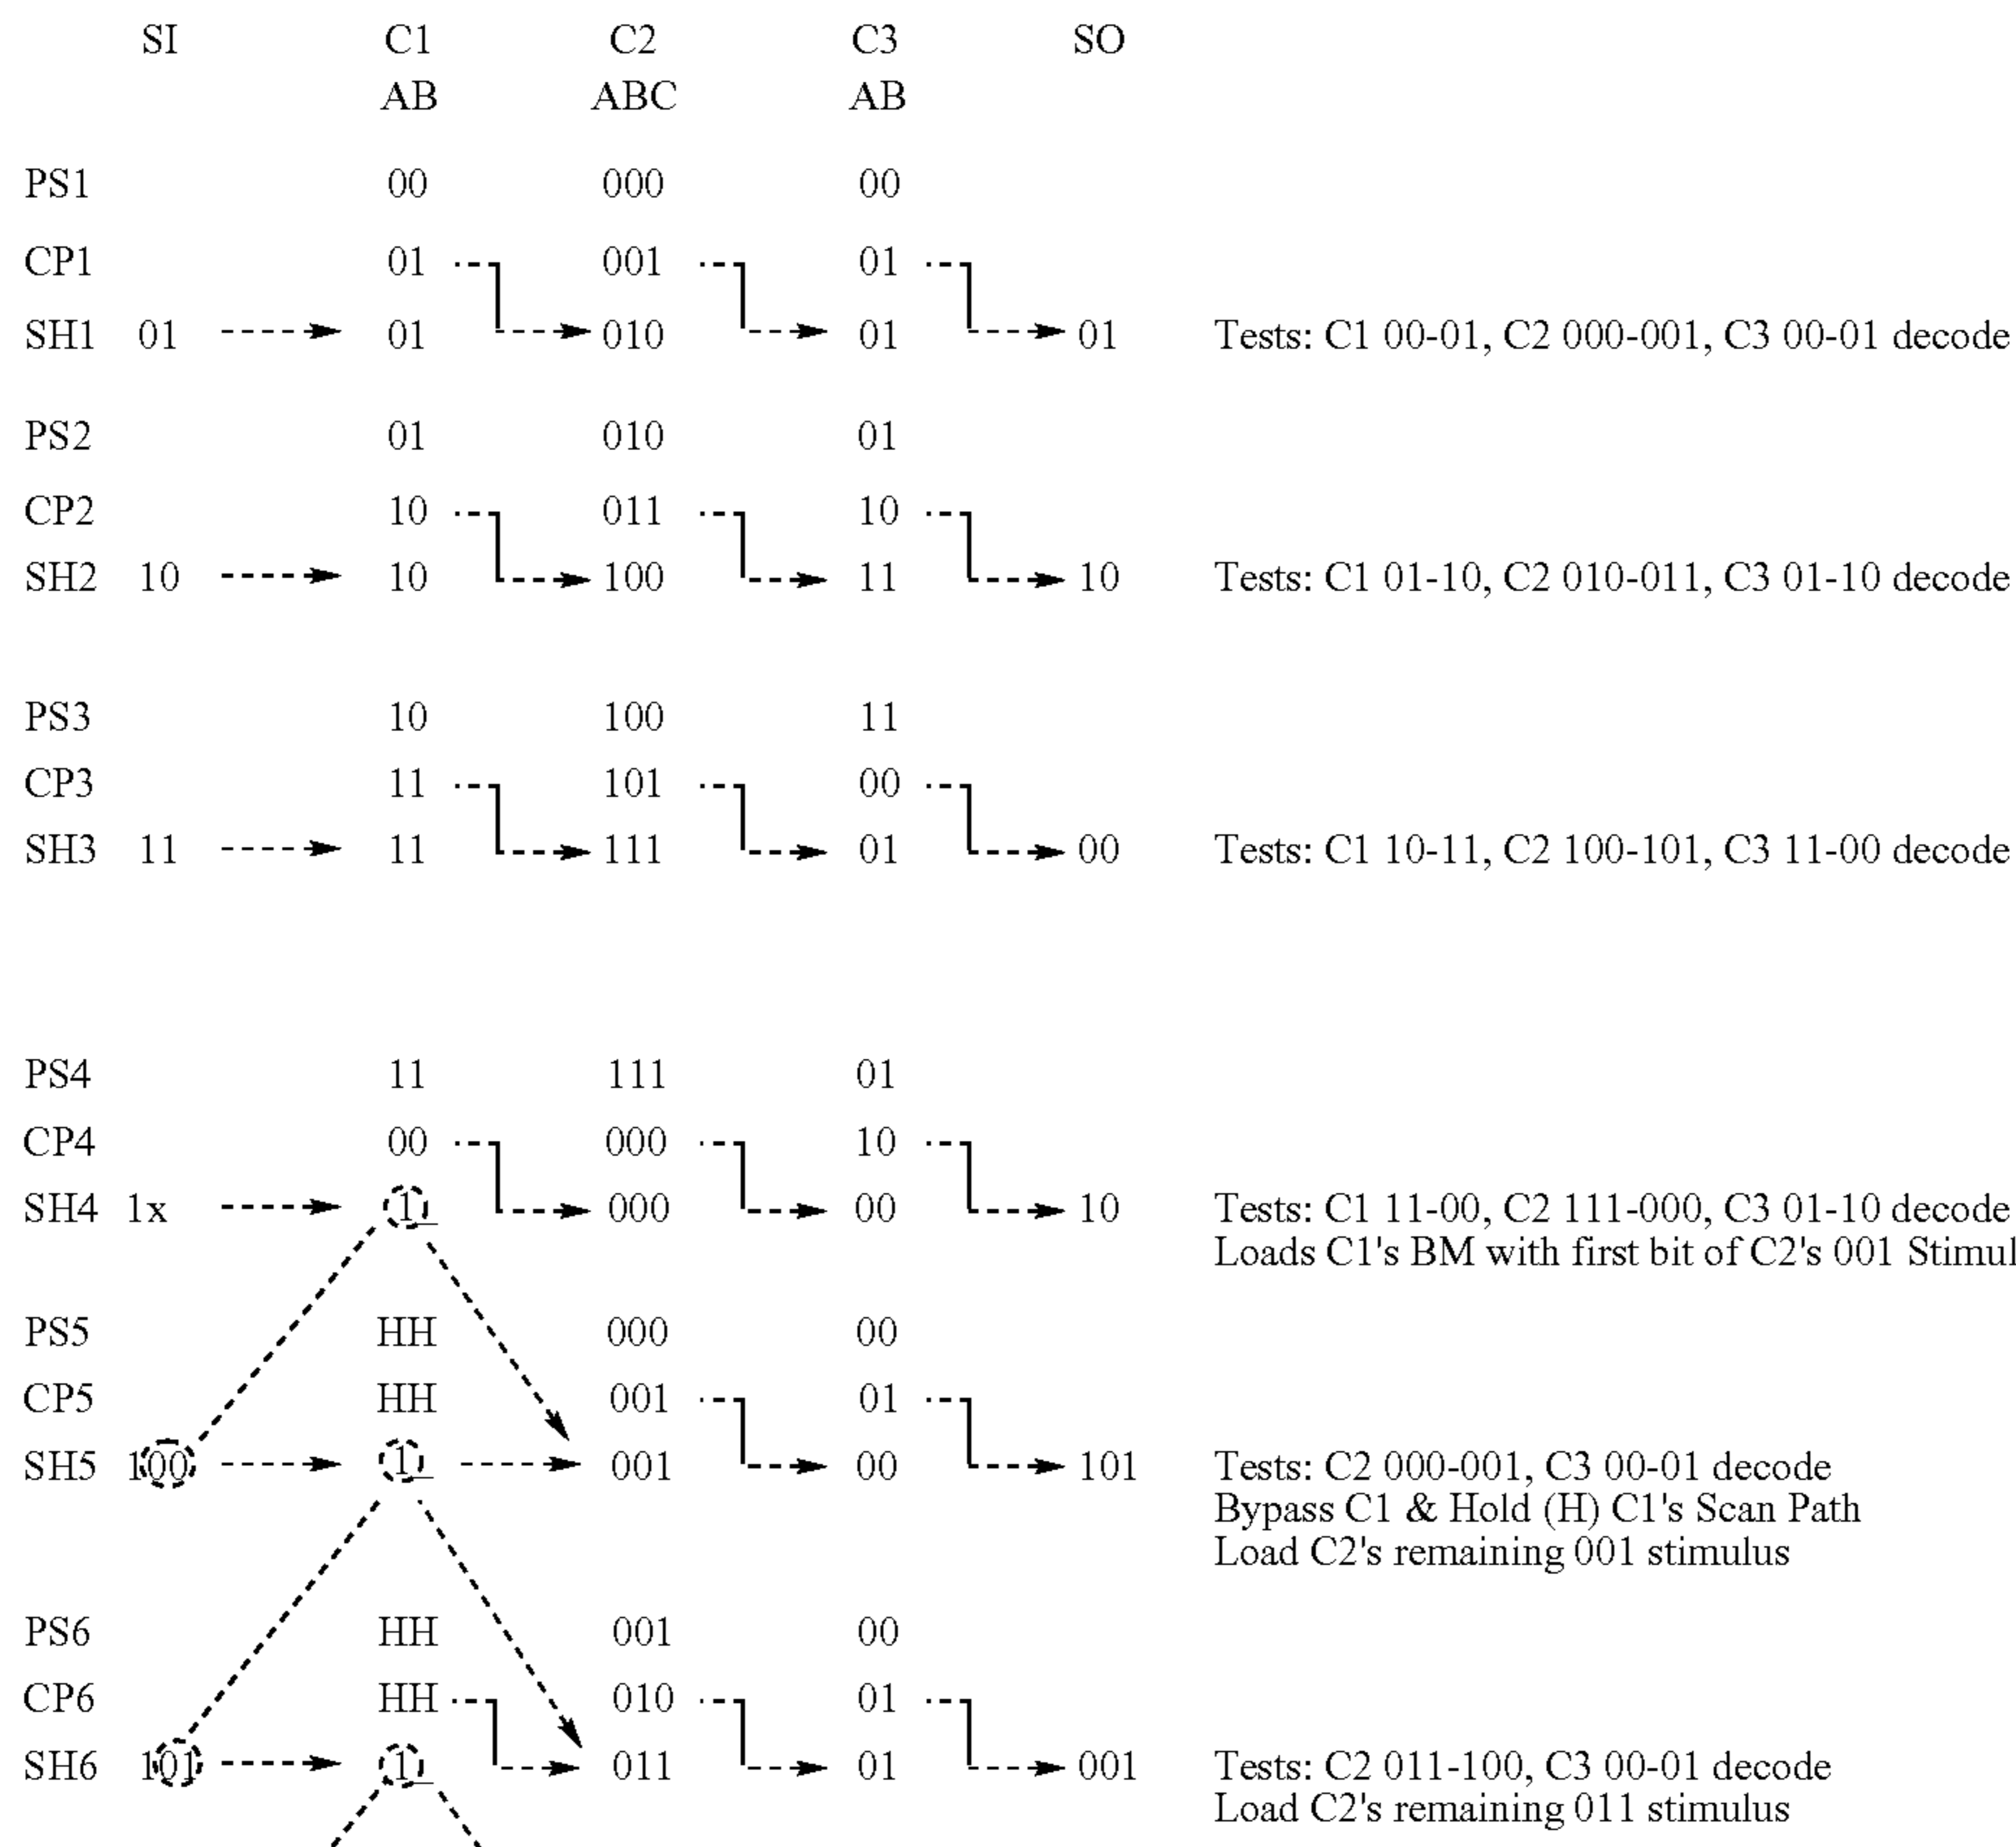 SI C1 C2 C3 SO
AB ABC AB
PS1 00 000 00
CP1 01 001 01
SH1 01 01 010 01 01 Tests: C1 00-01, C2 000-001, C3 00-01 decode
PS2 01 010 01
CP2 10 011 10
SH2 10 10 100 11 10 Tests: C1 01-10, C2 010-011, C3 01-10 decode
PS3 10 100 11
CP3 11 101 00
SH3 11 11 111 01 00 Tests: C1 10-11, C2 100-101, C3 11-00 decode
PS4 11 111 01
CP4 00 000 10
SH4 1x 1_ 000 00 10 Tests: C1 11-00, C2 111-000, C3 01-10 decode
Loads C1's BM with first bit of C2's 001 Stimul
PS5 HH 000 00
CP5 HH 001 01
SH5 100 1_ 001 00 101 Tests: C2 000-001, C3 00-01 decode
Bypass C1 & Hold (H) C1's Scan Path
Load C2's remaining 001 stimulus
PS6 HH 001 00
CP6 HH 010 01
SH6 101 1_ 011 01 001 Tests: C2 011-100, C3 00-01 decode
Load C2's remaining 011 stimulus